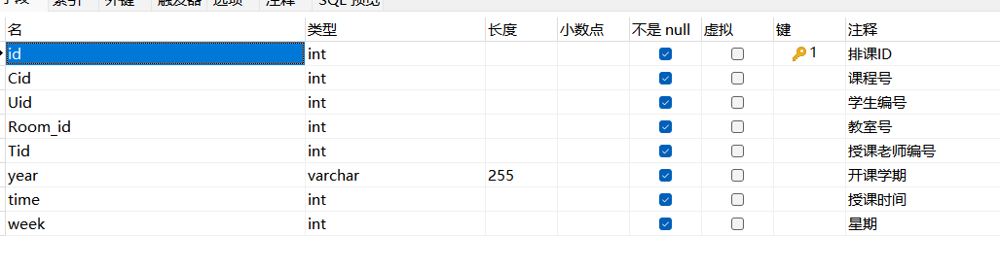 字段 索引 外键 触发器 选项 注释 SQL 预览
名 类型 长度 小数点 不是 null 虚拟 键 注释
id int 1 排课ID
Cid int 课程号
Uid int 学生编号
Room_id int 教室号
Tid int 授课老师编号
year varchar 255 开课学期
time int 授课时间
week int 星期